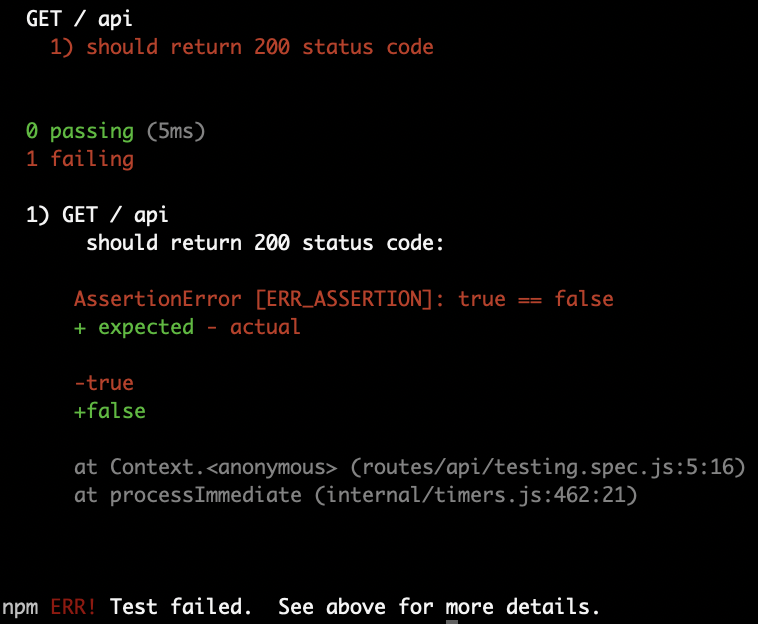 GET / api
1) should return 200 status code
0 passing (5ms)
1 failing
1) GET / api
should return 200 status code:
AssertionError [ERR_ASSERTION]: true == false
+ expected - actual
-true
+false
at Context.<anonymous> (routes/api/testing.spec.js:5:16)
at processImmediate (internal/timers.js:462:21)
npm ERR! Test failed.  See above for more details.